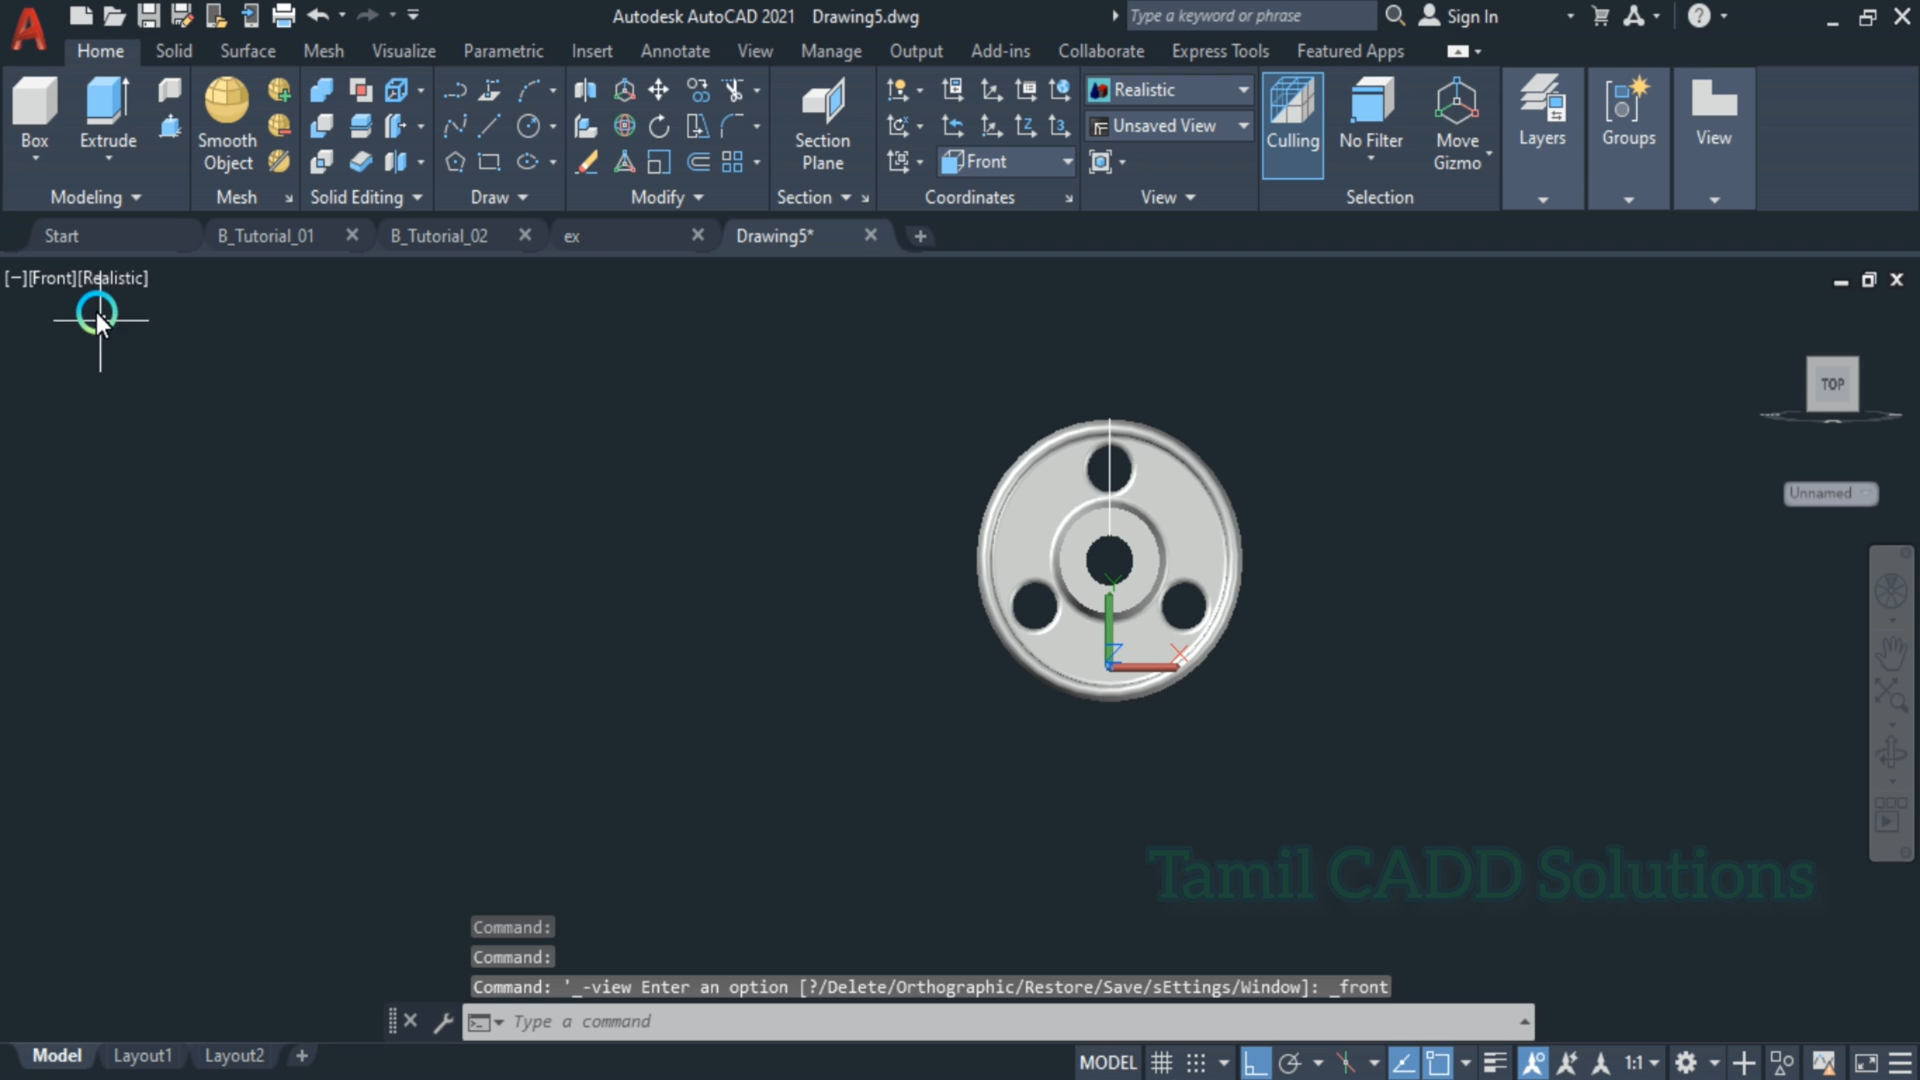 Autodesk AutoCAD 2021 Drawing5.dwg
Type a keyword or phrase
Sign In
Home Solid Surface Mesh Visualize Parametric Insert Annotate View Manage Output Add-ins Collaborate Express Tools Featured Apps
Box
Extrude
Smooth
Object
Section
Plane
Realistic
Unsaved View
Front
Culling
No Filter
Move
Gizmo
Layers
Groups
View
Modeling Mesh Solid Editing Draw Modify Section Coordinates View Selection
Start B_Tutorial_01 B_Tutorial_02 ex Drawing5*
[−][Front][Realistic]
TOP
Unnamed
Y
Z
X
Tamil CADD Solutions
Command:
Command:
Command: '_-view Enter an option [?/Delete/Orthographic/Restore/Save/sEttings/Window]: _front
Type a command
Model Layout1 Layout2 +
MODEL
1:1